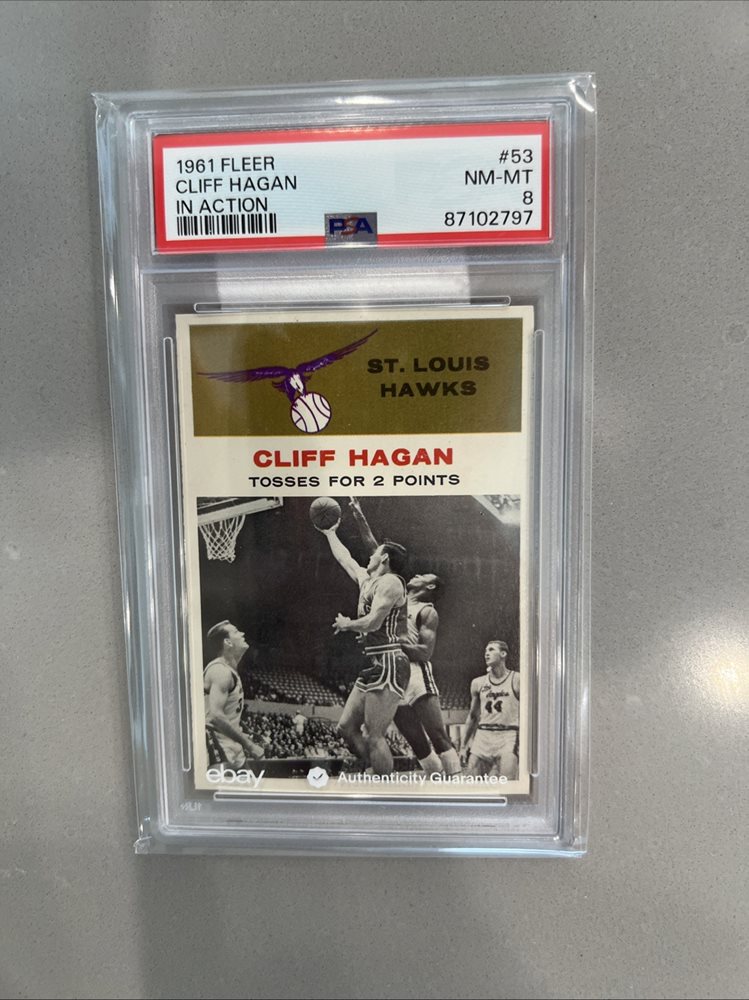 1961 FLEER
CLIFF HAGAN
IN ACTION
#53
NM-MT
8
87102797
PSA
ST. LOUIS
HAWKS
CLIFF HAGAN
TOSSES FOR 2 POINTS
Angeles
44
ebay
Authenticity Guarantee